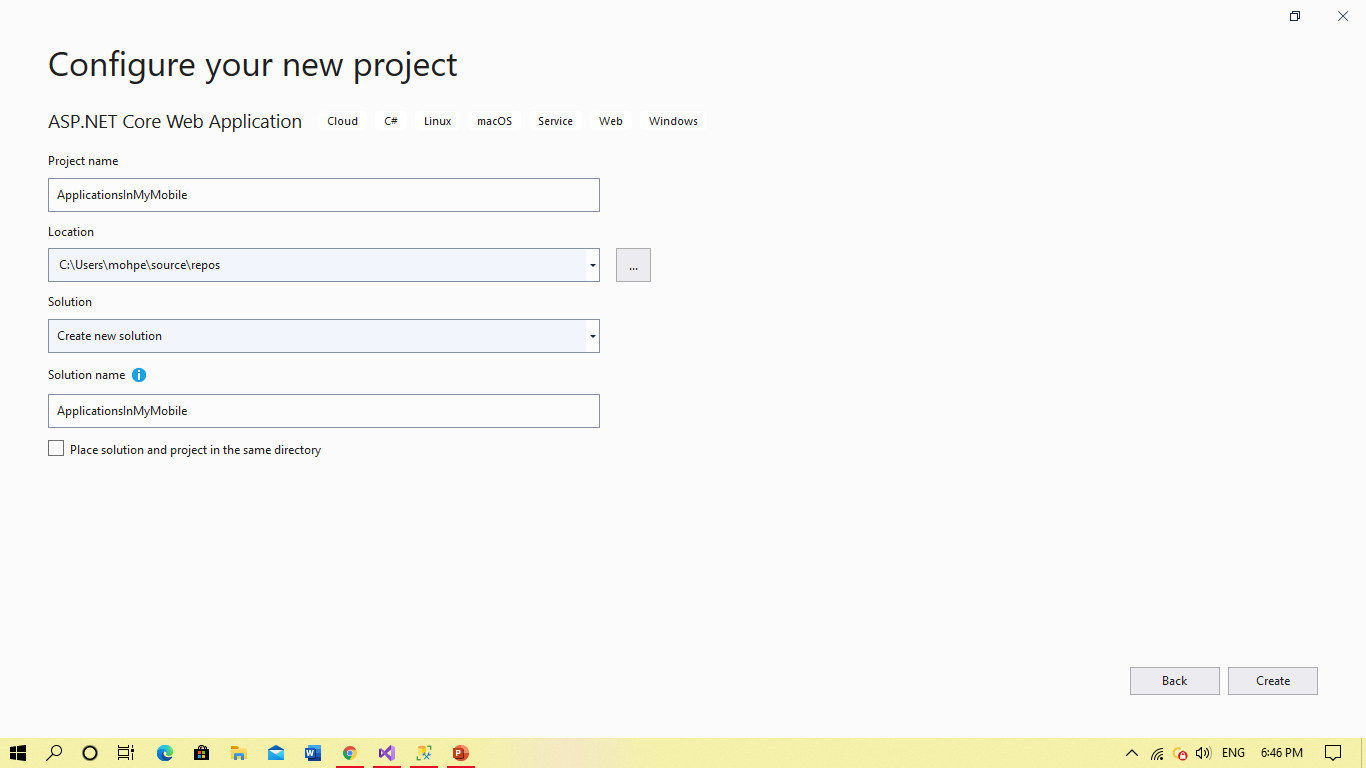 Configure your new project
ASP.NET Core Web Application Cloud C# Linux macOS Service Web Windows
Project name
ApplicationsInMyMobile
Location
C:\Users\mohpe\source\repos
...
Solution
Create new solution
Solution name
ApplicationsInMyMobile
Place solution and project in the same directory
Back Create
ENG 6:46 PM